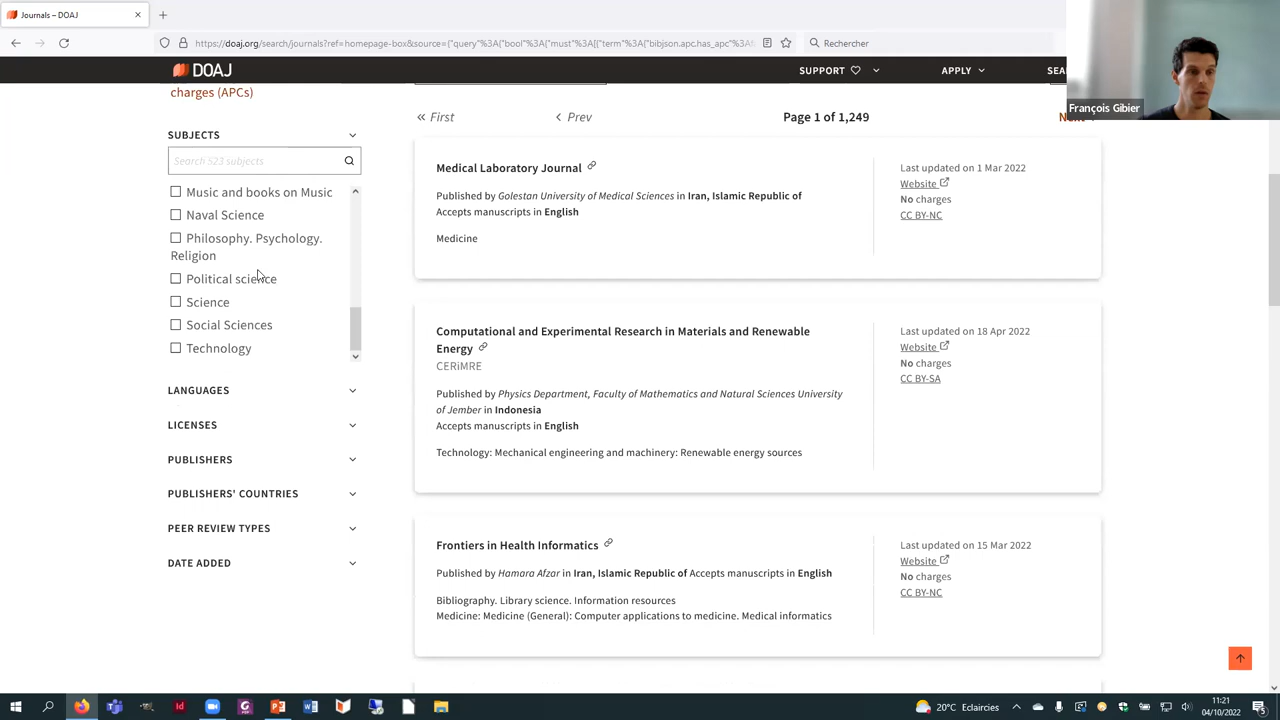 Journals – DOAJ
https://doaj.org/search/journals?ref=homepage-box&source={"query"%3A{"bool"%3A{"must"%3A[{"term"%3A{"bibjson.apc.has_apc"%3A
Rechercher
DOAJ
SUPPORT
APPLY
SEA
François Gibier
charges (APCs)
SUBJECTS
Search 523 subjects
Music and books on Music
Naval Science
Philosophy. Psychology.
Religion
Political science
Science
Social Sciences
Technology
LANGUAGES
LICENSES
PUBLISHERS
PUBLISHERS' COUNTRIES
PEER REVIEW TYPES
DATE ADDED
« First
‹ Prev
Page 1 of 1,249
Medical Laboratory Journal
Published by Golestan University of Medical Sciences in Iran, Islamic Republic of
Accepts manuscripts in English
Medicine
Last updated on 1 Mar 2022
Website
No charges
CC BY-NC
Computational and Experimental Research in Materials and Renewable
Energy
CERiMRE
Published by Physics Department, Faculty of Mathematics and Natural Sciences University
of Jember in Indonesia
Accepts manuscripts in English
Technology: Mechanical engineering and machinery: Renewable energy sources
Last updated on 18 Apr 2022
Website
No charges
CC BY-SA
Frontiers in Health Informatics
Published by Hamara Afzar in Iran, Islamic Republic of Accepts manuscripts in English
Bibliography. Library science. Information resources
Medicine: Medicine (General): Computer applications to medicine. Medical informatics
Last updated on 15 Mar 2022
Website
No charges
CC BY-NC
20°C Eclaircies
11:21
04/10/2022